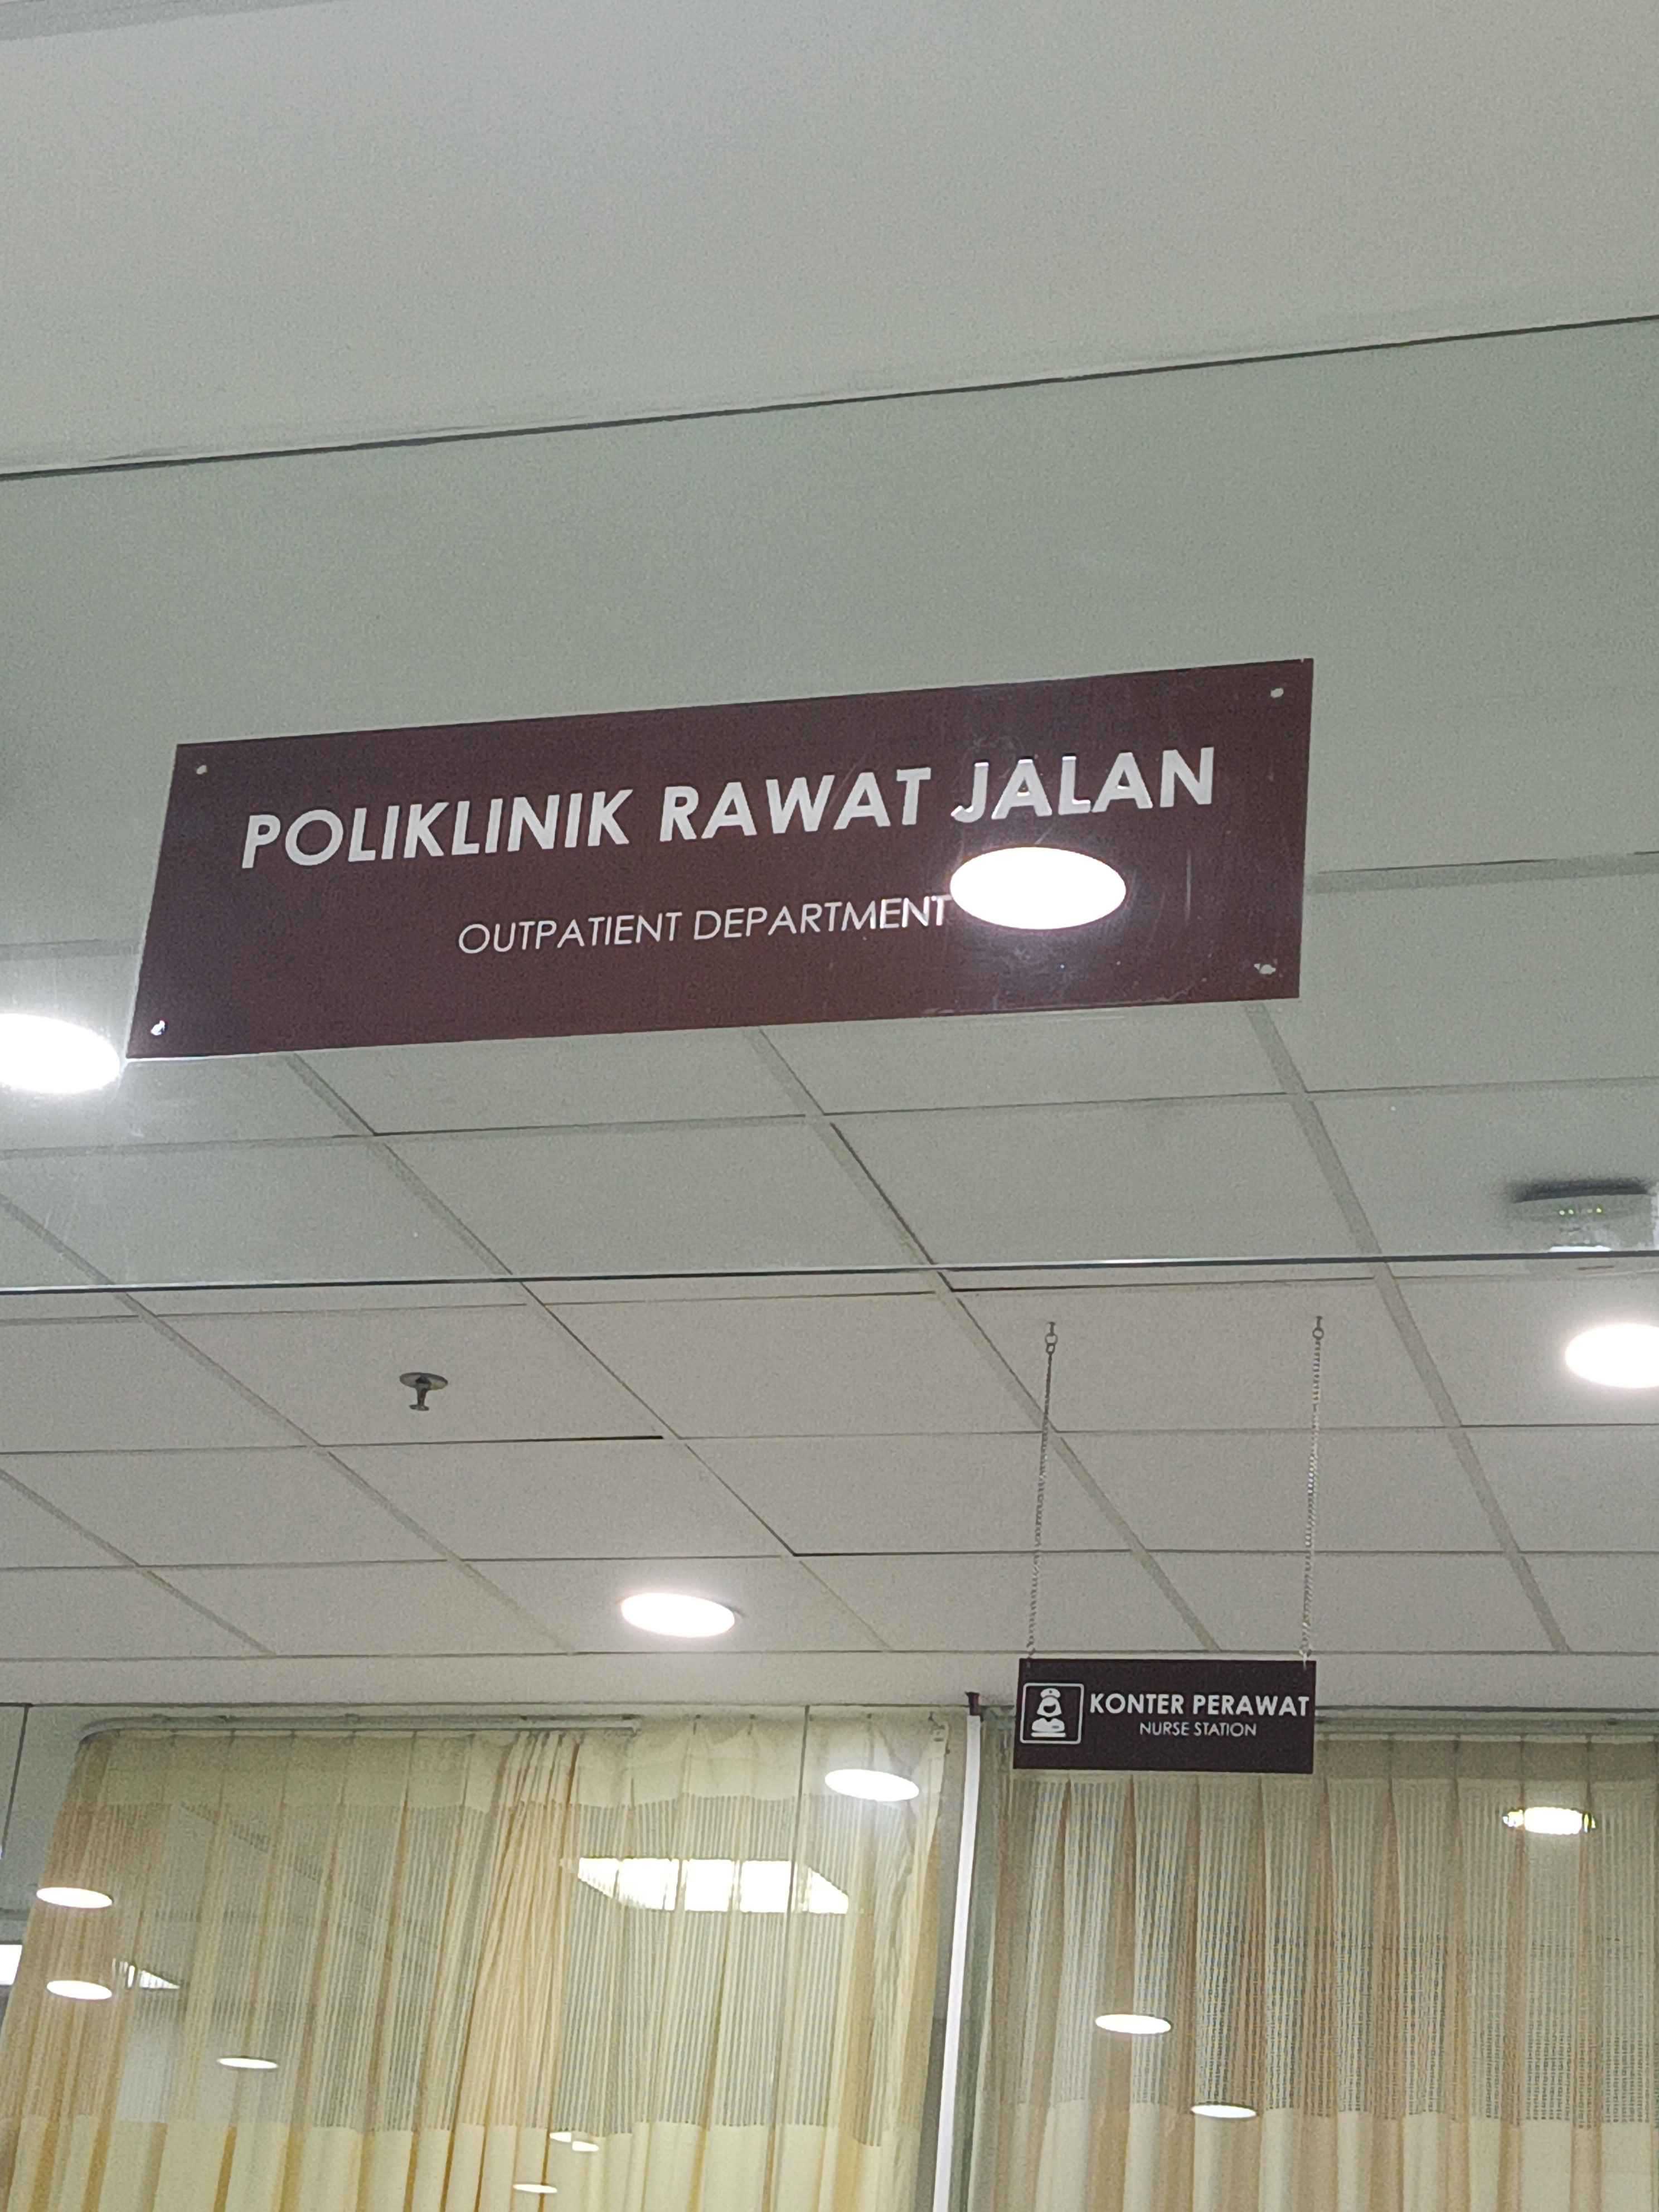 POLIKLINIK RAWAT JALAN
OUTPATIENT DEPARTMENT
KONTER PERAWAT
NURSE STATION